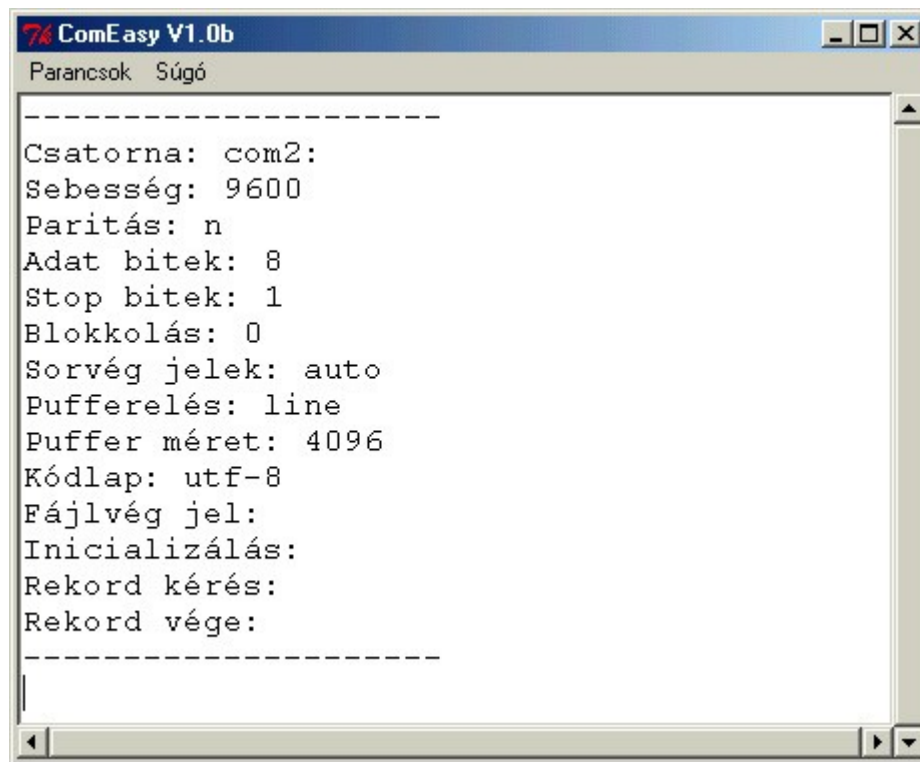 ComEasy V1.0b
Parancsok Súgó
---------------------
Csatorna: com2:
Sebesség: 9600
Paritás: n
Adat bitek: 8
Stop bitek: 1
Blokkolás: 0
Sorvég jelek: auto
Pufferelés: line
Puffer méret: 4096
Kódlap: utf-8
Fájlvég jel:
Inicializálás:
Rekord kérés:
Rekord vége:
---------------------